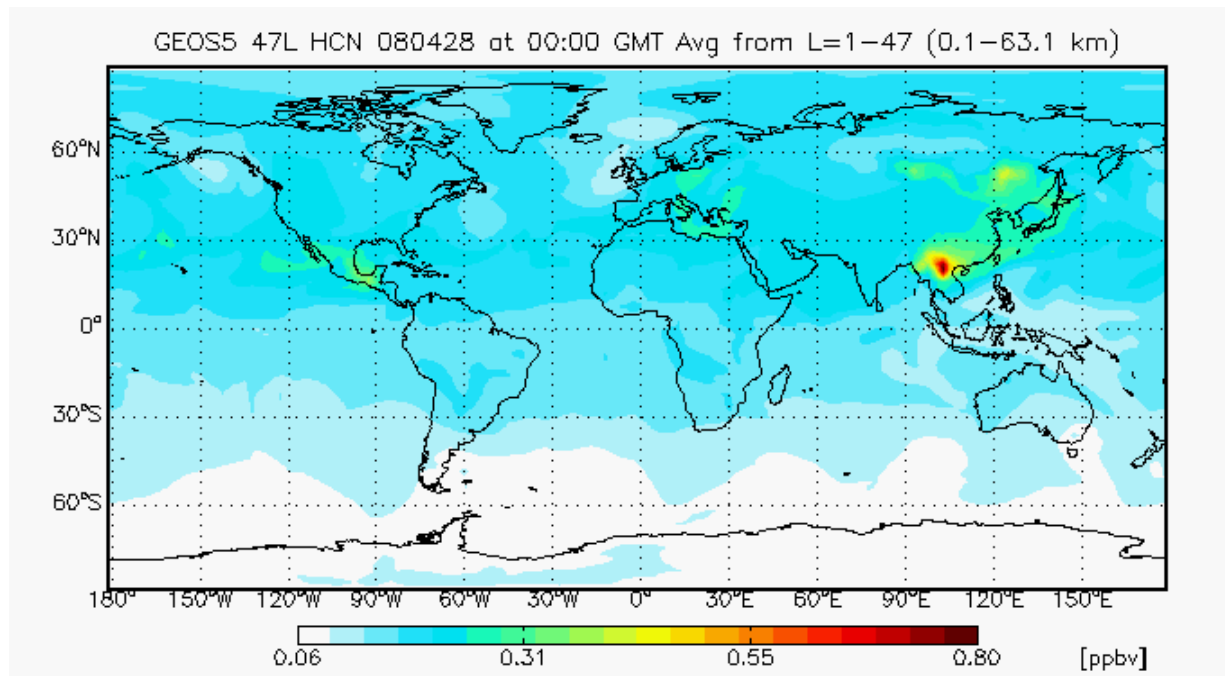 GEOS5 47L HCN 080428 at 00:00 GMT Avg from L=1-47 (0.1-63.1 km)
60°N
30°N
0°
30°S
60°S
180° 150°W 120°W 90°W 60°W 30°W 0° 30°E 60°E 90°E 120°E 150°E
0.06 0.31 0.55 0.80 [ppbv]